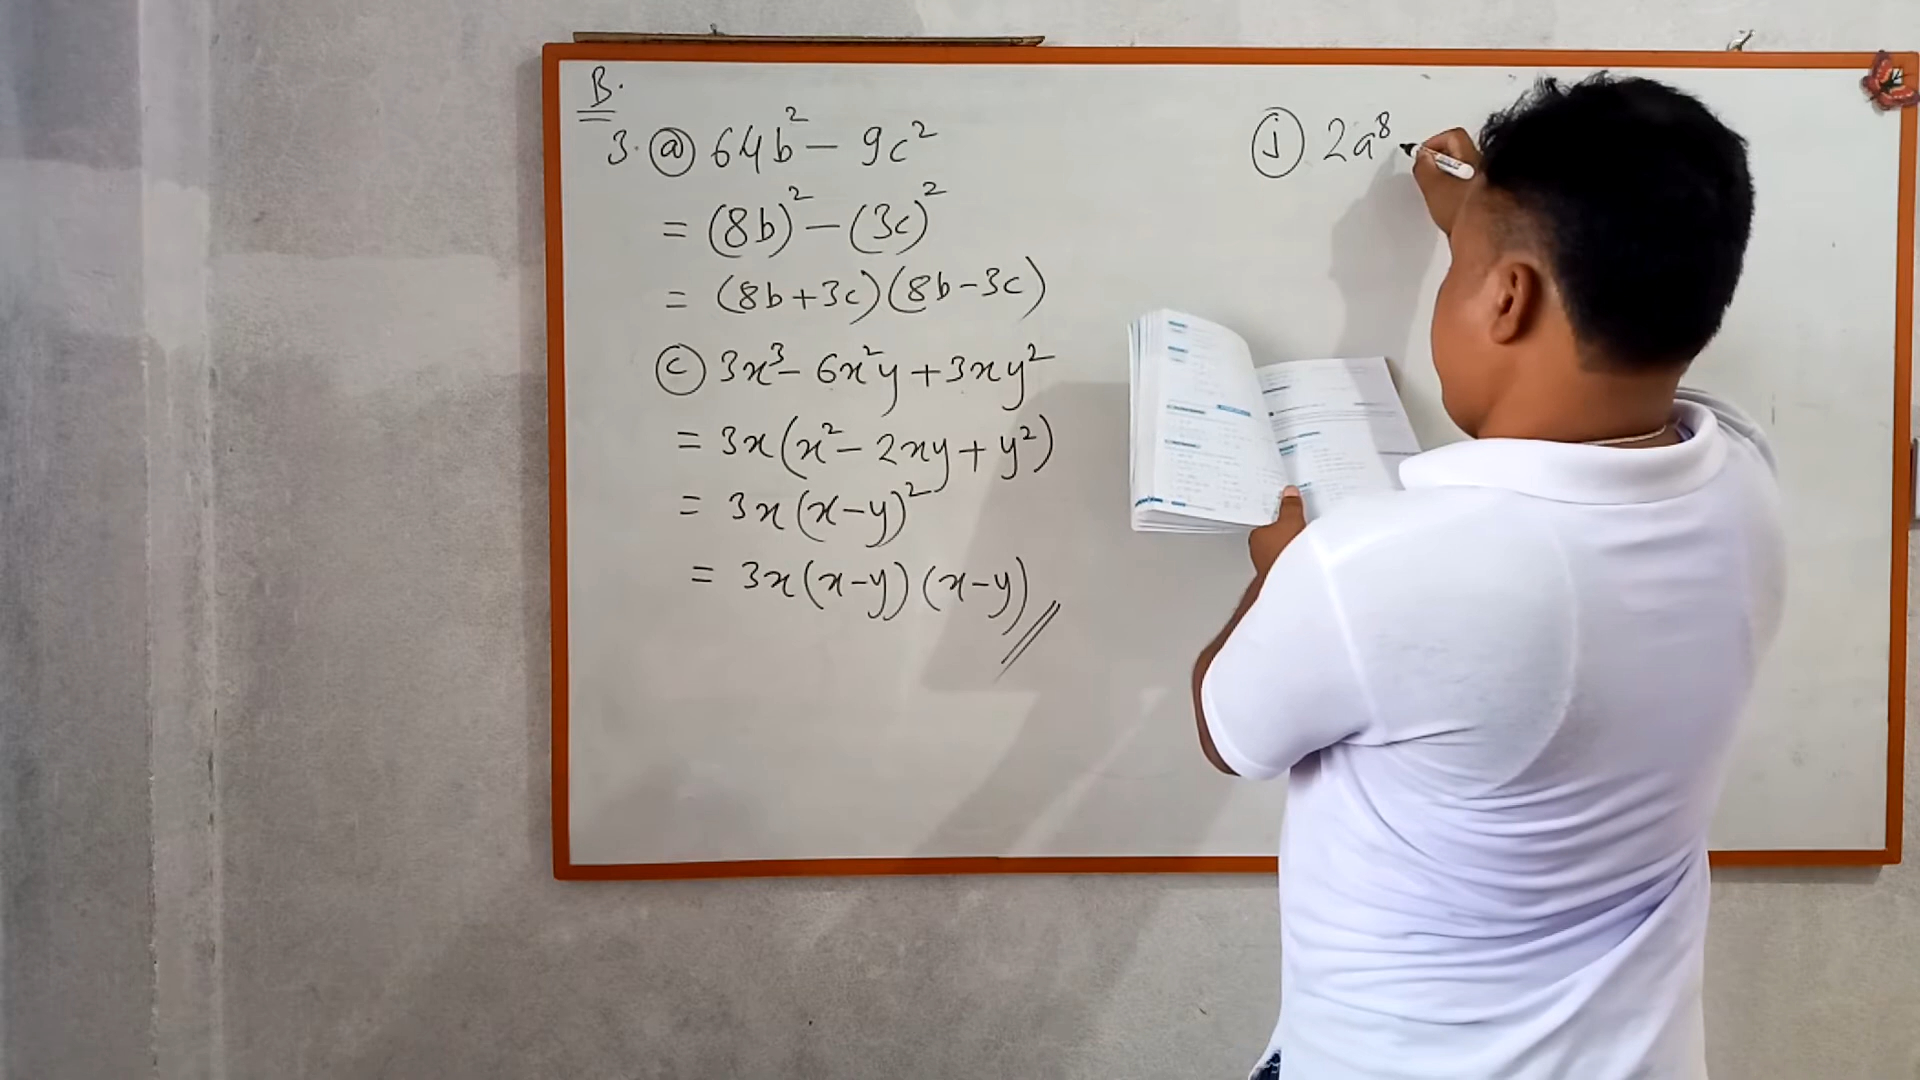 B.
3. (a) 64b² - 9c²
= (8b)² - (3c)²
= (8b+3c)(8b-3c)
(c) 3x³ - 6x²y + 3xy²
= 3x(x² - 2xy + y²)
= 3x(x-y)²
= 3x(x-y)(x-y)
(j) 2a⁸